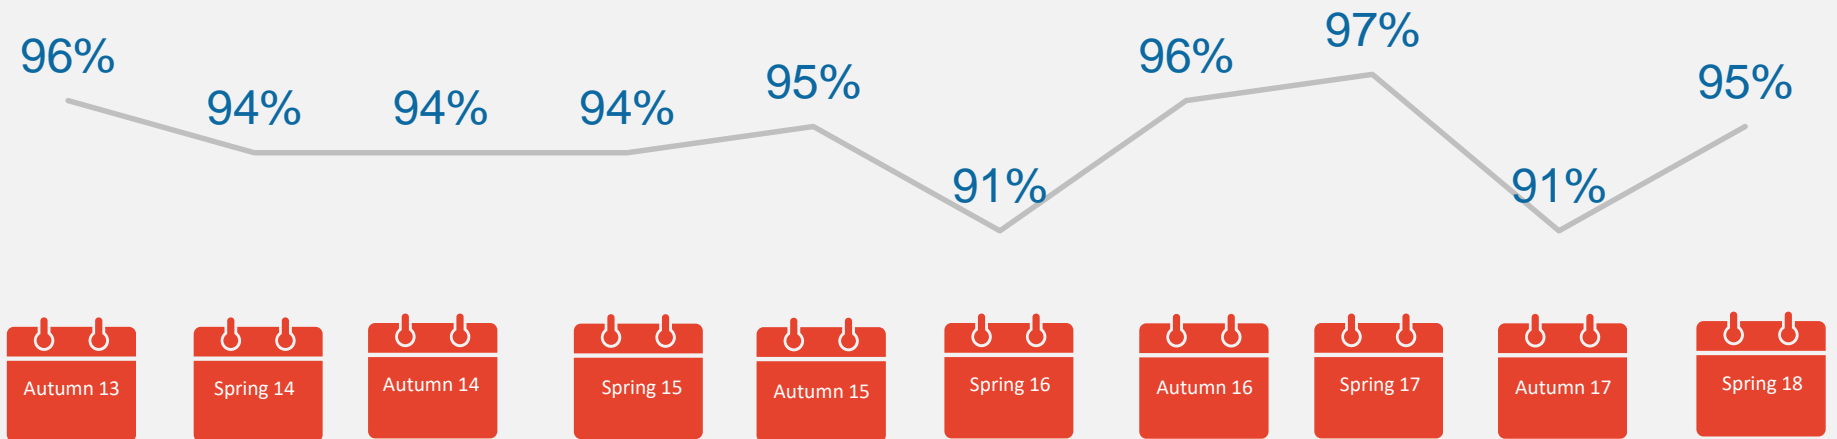 96%
94%
94%
94%
95%
91%
96%
97%
91%
95%
Autumn 13
Spring 14
Autumn 14
Spring 15
Autumn 15
Spring 16
Autumn 16
Spring 17
Autumn 17
Spring 18